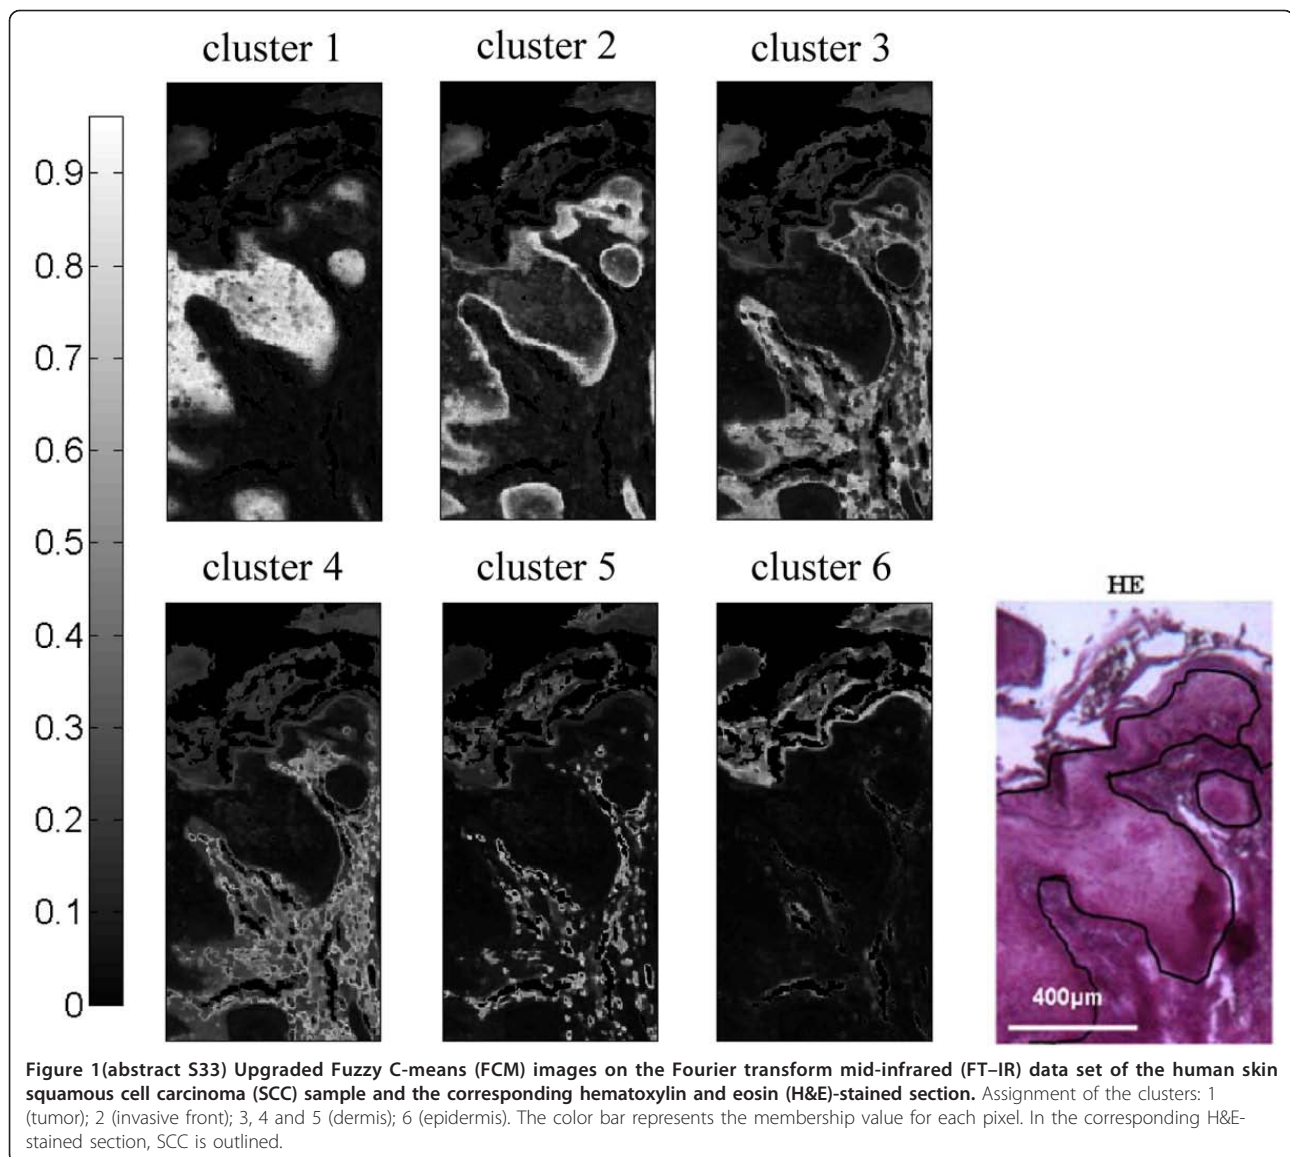 cluster 1
cluster 2
cluster 3
0.9
0.8
0.7
0.6
0.5
0.4
0.3
0.2
0.1
0
cluster 4
cluster 5
cluster 6
HE
400µm
Figure 1(abstract S33) Upgraded Fuzzy C-means (FCM) images on the Fourier transform mid-infrared (FT–IR) data set of the human skin
squamous cell carcinoma (SCC) sample and the corresponding hematoxylin and eosin (H&E)-stained section. Assignment of the clusters: 1
(tumor); 2 (invasive front); 3, 4 and 5 (dermis); 6 (epidermis). The color bar represents the membership value for each pixel. In the corresponding H&E-
stained section, SCC is outlined.